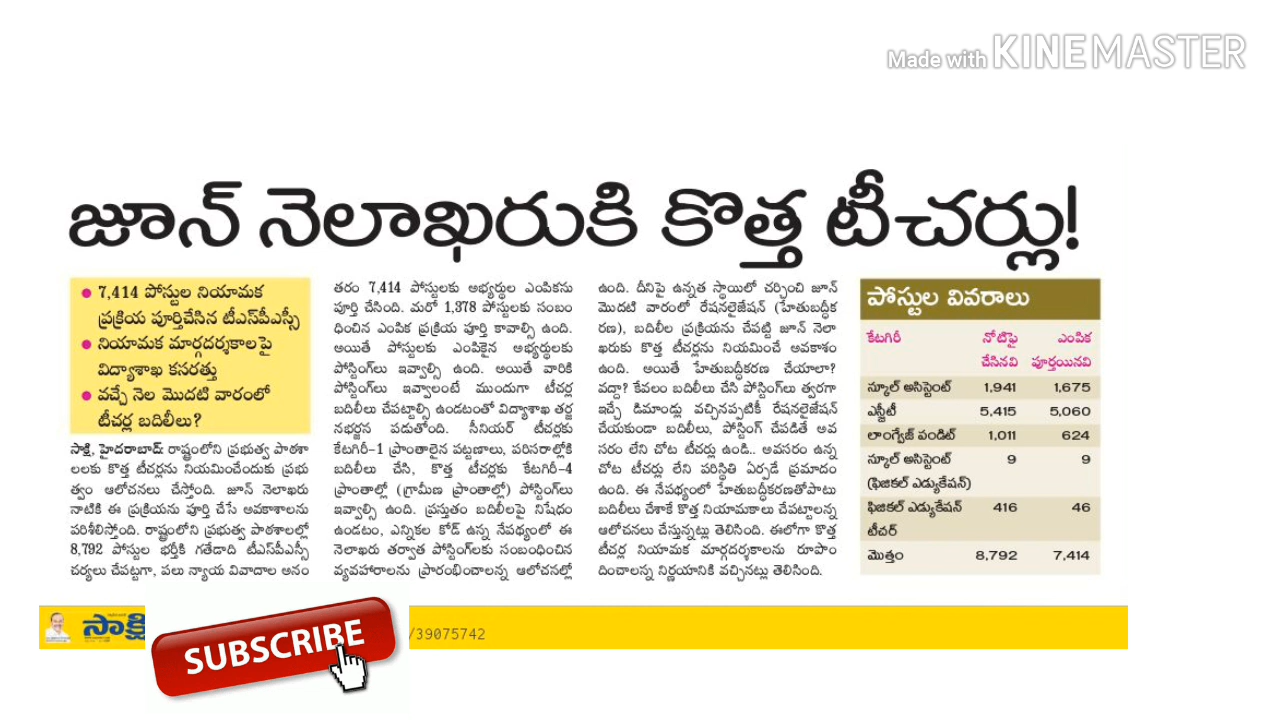 Made with KINEMASTER
జూన్ నెలాఖరుకి కొత్త టీచర్లు!
• 7,414 పోస్టుల నియామక
ప్రక్రియ పూర్తిచేసిన టీఎస్‌పీఎస్సీ
• నియామక మార్గదర్శకాలపై
విద్యాశాఖ కసరత్తు
• వచ్చే నెల మొదటి వారంలో
టీచర్ల బదిలీలు?
సాక్షి, హైదరాబాద్: రాష్ట్రంలోని ప్రభుత్వ పాఠశా
లలకు కొత్త టీచర్లను నియమించేందుకు ప్రభు
త్వం ఆలోచనలు చేస్తోంది. జూన్ నెలాఖరు
నాటికి ఈ ప్రక్రియను పూర్తి చేసే అవకాశాలను
పరిశీలిస్తోంది. రాష్ట్రంలోని ప్రభుత్వ పాఠశాలల్లో
8,792 పోస్టుల భర్తీకి గతేడాది టీఎస్‌పీఎస్సీ
చర్యలు చేపట్టగా, పలు న్యాయ వివాదాల అనం
తరం 7,414 పోస్టులకు అభ్యర్థుల ఎంపికను
పూర్తి చేసింది. మరో 1,378 పోస్టులకు సంబం
ధించిన ఎంపిక ప్రక్రియ పూర్తి కావాల్సి ఉంది.
అయితే పోస్టులకు ఎంపికైన అభ్యర్థులకు
పోస్టింగ్‌లు ఇవ్వాల్సి ఉంది. అయితే వారికి
పోస్టింగ్‌లు ఇవ్వాలంటే ముందుగా టీచర్ల
బదిలీలు చేపట్టాల్సి ఉండటంతో విద్యాశాఖ తర్జ
నభర్జన పడుతోంది. సీనియర్ టీచర్లకు
కేటగిరీ–1 ప్రాంతాలైన పట్టణాలు, పరిసరాల్లోకి
బదిలీలు చేసి, కొత్త టీచర్లకు కేటగిరీ–4
ప్రాంతాల్లో (గ్రామీణ ప్రాంతాల్లో) పోస్టింగ్‌లు
ఇవ్వాల్సి ఉంది. ప్రస్తుతం బదిలీలపై నిషేధం
ఉండటం, ఎన్నికల కోడ్ ఉన్న నేపథ్యంలో ఈ
నెలాఖరు తర్వాత పోస్టింగ్‌లకు సంబంధించిన
వ్యవహారాలను ప్రారంభించాలన్న ఆలోచనల్లో
ఉంది. దీనిపై ఉన్నత స్థాయిలో చర్చించి జూన్
మొదటి వారంలో రేషనలైజేషన్ (హేతుబద్ధీక
రణ), బదిలీల ప్రక్రియను చేపట్టి జూన్ నెలా
ఖరుకు కొత్త టీచర్లను నియమించే అవకాశం
ఉంది. అయితే హేతుబద్ధీకరణ చేయాలా?
వద్దా? కేవలం బదిలీలు చేసి పోస్టింగ్‌లు త్వరగా
ఇచ్చే డిమాండ్లు వచ్చినప్పటికీ రేషనలైజేషన్
చేయకుండా బదిలీలు, పోస్టింగ్ చేపడితే అవ
సరం లేని చోట టీచర్లు ఉండి.. అవసరం ఉన్న
చోట టీచర్లు లేని పరిస్థితి ఏర్పడే ప్రమాదం
ఉంది. ఈ నేపథ్యంలో హేతుబద్ధీకరణతోపాటు
బదిలీలు చేశాకే కొత్త నియామకాలు చేపట్టాలన్న
ఆలోచనలు చేస్తున్నట్లు తెలిసింది. ఈలోగా కొత్త
టీచర్ల నియామక మార్గదర్శకాలను రూపొం
దించాలన్న నిర్ణయానికి వచ్చినట్లు తెలిసింది.
పోస్టుల వివరాలు
కేటగిరీ నోటిఫై ఎంపిక
చేసినవి పూర్తయినవి
స్కూల్ అసిస్టెంట్ 1,941 1,675
ఎస్జీటీ 5,415 5,060
లాంగ్వేజ్ పండిట్ 1,011 624
స్కూల్ అసిస్టెంట్ 9 9
(ఫిజికల్ ఎడ్యుకేషన్)
ఫిజికల్ ఎడ్యుకేషన్ 416 46
టీచర్
మొత్తం 8,792 7,414
సాక్షి
/39075742
SUBSCRIBE